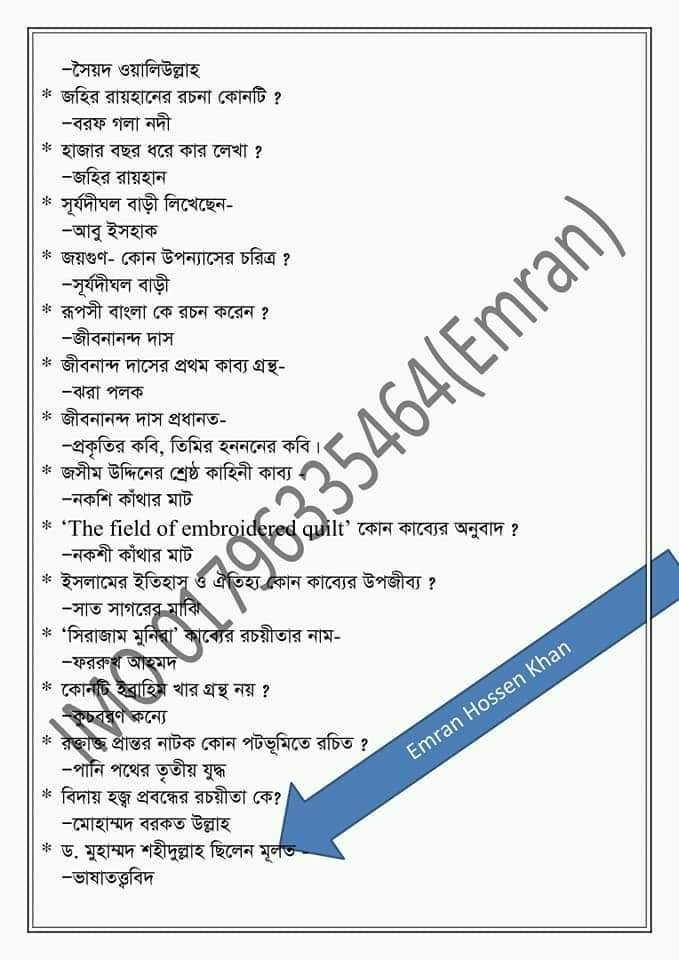 –সৈয়দ ওয়ালিউল্লাহ
* জহির রায়হানের রচনা কোনটি ?
–বরফ গলা নদী
* হাজার বছর ধরে কার লেখা ?
–জহির রায়হান
* সূর্যদীঘল বাড়ী লিখেছেন-
–আবু ইসহাক
* জয়গুণ- কোন উপন্যাসের চরিত্র ?
–সূর্যদীঘল বাড়ী
* রূপসী বাংলা কে রচন করেন ?
–জীবনানন্দ দাস
* জীবনান্দ দাসের প্রথম কাব্য গ্রন্থ-
–ঝরা পলক
* জীবনানন্দ দাস প্রধানত-
–প্রকৃতির কবি, তিমির হনননের কবি।
* জসীম উদ্দিনের শ্রেষ্ঠ কাহিনী কাব্য -
–নকশি কাঁথার মাট
* ‘The field of embroidered quilt’ কোন কাব্যের অনুবাদ ?
–নকশী কাঁথার মাট
* ইসলামের ইতিহাস ও ঐতিহ্য কোন কাব্যের উপজীব্য ?
–সাত সাগরের মাঝি
* ‘সিরাজাম মুনিরা’ কাব্যের রচয়ীতার নাম-
–ফররুখ আহমদ
* কোনটি ইব্রাহিম খার গ্রন্থ নয় ?
–কুচবরণ কন্যে
* রক্তাক্ত প্রান্তর নাটক কোন পটভূমিতে রচিত ?
–পানি পথের তৃতীয় যুদ্ধ
* বিদায় হজ্ব প্রবন্ধের রচয়ীতা কে?
–মোহাম্মদ বরকত উল্লাহ
* ড. মুহাম্মদ শহীদুল্লাহ ছিলেন মূলত -
–ভাষাতত্ত্ববিদ
IMO 01796335464(Emran)
Emran Hossen Khan